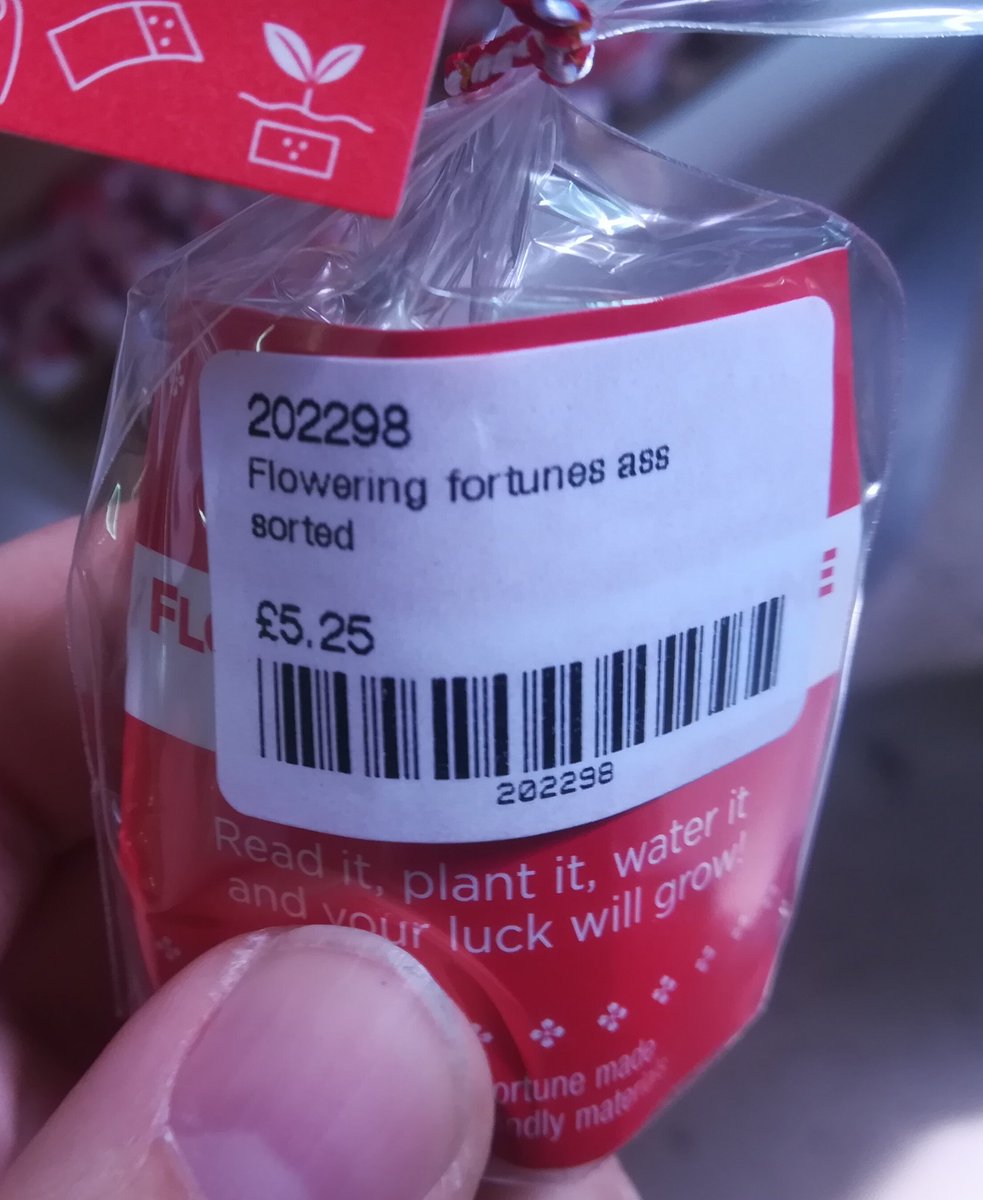 202298
Flowering fortunes ass
sorted
£5.25
202298
Read it, plant it, water it
and your luck will grow!
made